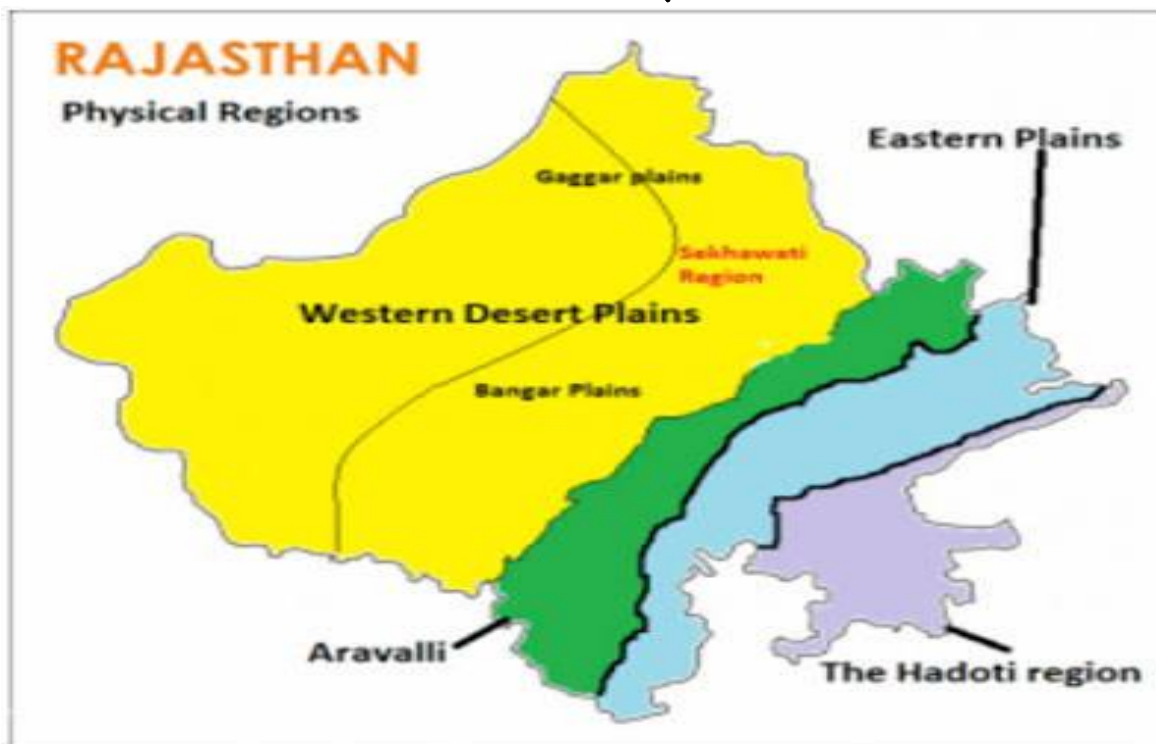 RAJASTHAN
Physical Regions
Eastern Plains
Gaggar plains
Sekhawati
Region
Western Desert Plains
Bangar Plains
Aravalli
The Hadoti region